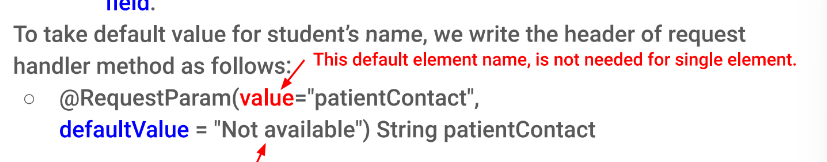 field.
To take default value for student's name, we write the header of request
handler method as follows: This default element name, is not needed for single element.
○ @RequestParam(value="patientContact",
defaultValue = "Not available") String patientContact